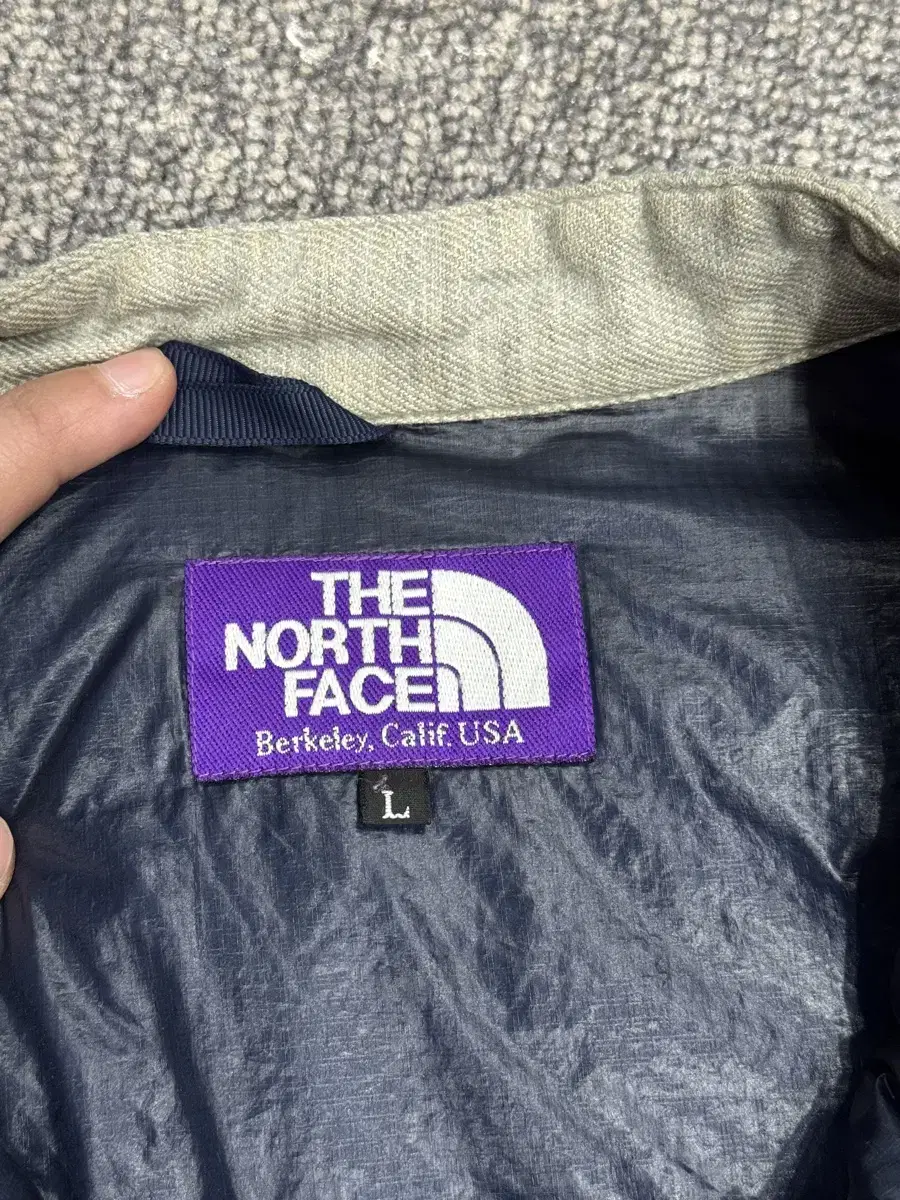 THE
NORTH
FACE
Berkeley, Calif. USA
L